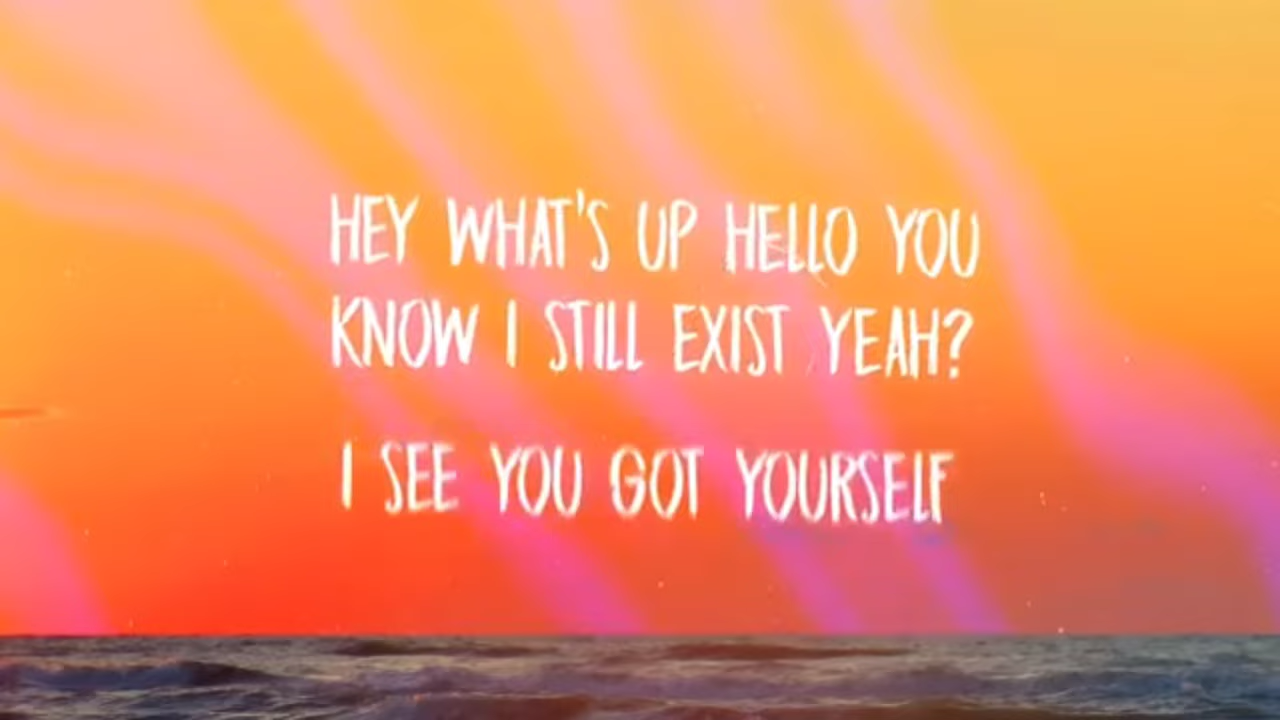 HEY WHAT'S UP HELLO YOU
KNOW I STILL EXIST YEAH?
I SEE YOU GOT YOURSELF